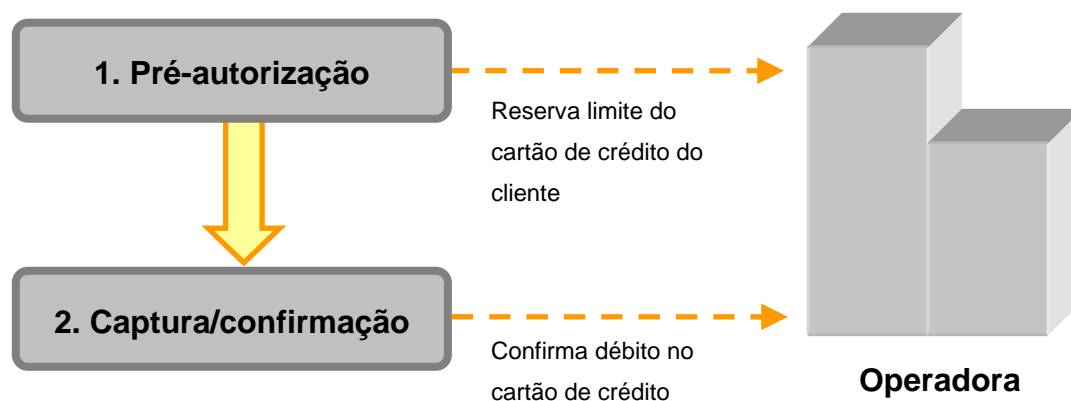 1. Pré-autorização
Reserva limite do
cartão de crédito do
cliente
2. Captura/confirmação
Confirma débito no
cartão de crédito
Operadora